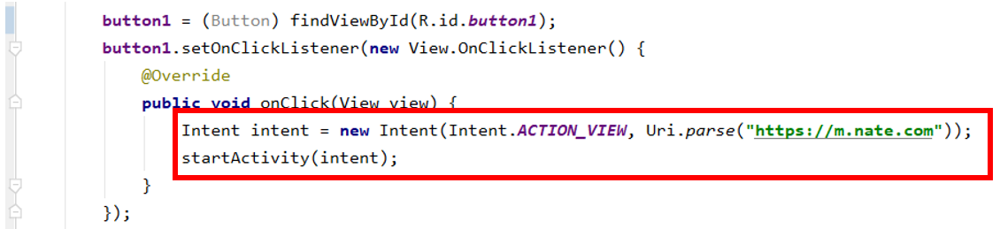 button1 = (Button) findViewById(R.id.button1);
button1.setOnClickListener(new View.OnClickListener() {
@Override
public void onClick(View view) {
Intent intent = new Intent(Intent.ACTION_VIEW, Uri.parse("https://m.nate.com"));
startActivity(intent);
}
});